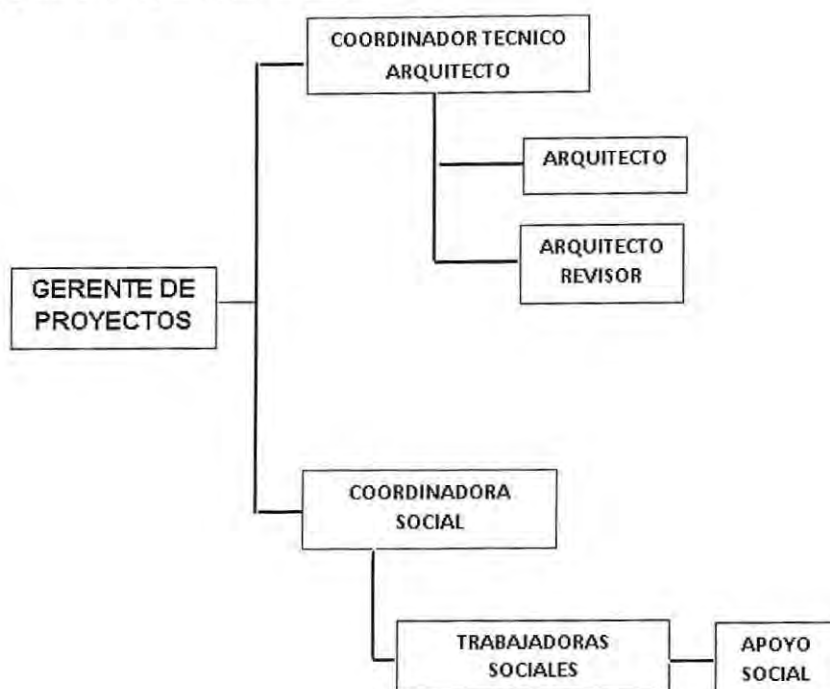 COORDINADOR TECNICO
ARQUITECTO
ARQUITECTO
ARQUITECTO
REVISOR
GERENTE DE
PROYECTOS
COORDINADORA
SOCIAL
TRABAJADORAS
SOCIALES
APOYO
SOCIAL